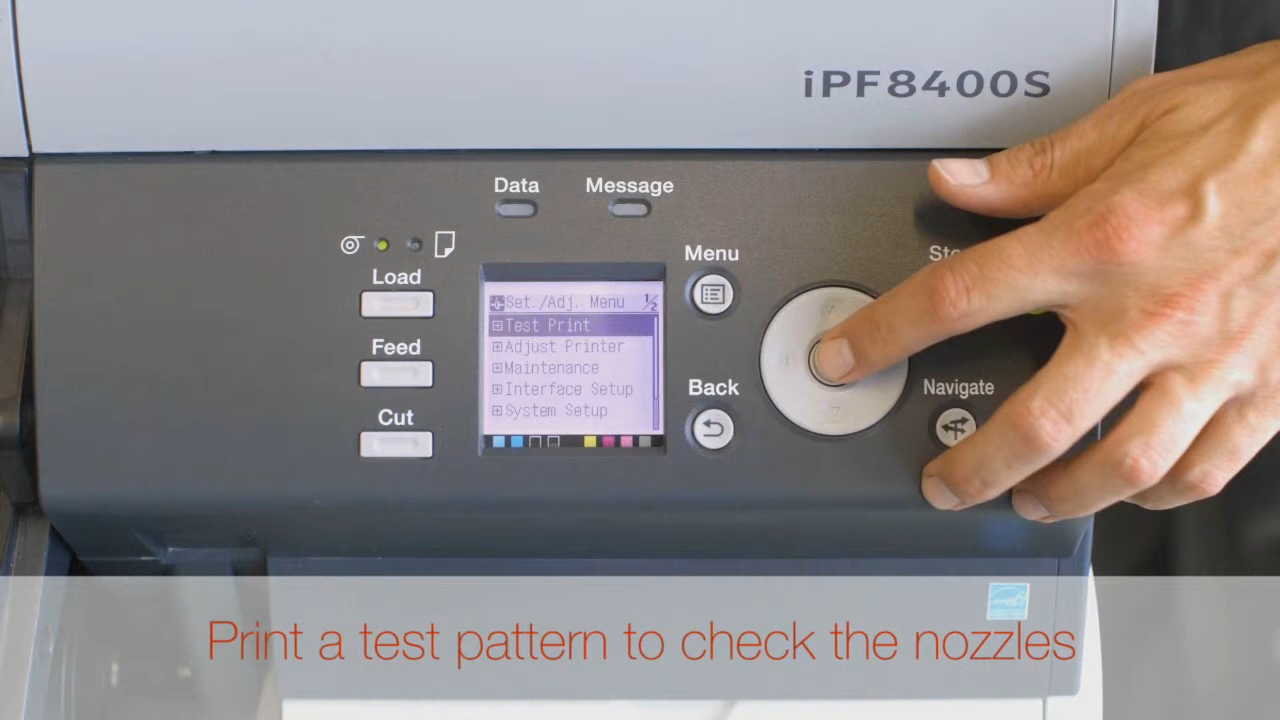 iPF8400S
Data
Message
Load
Menu
Set./Adj. Menu 1/2
Test Print
Adjust Printer
Feed
Maintenance
Interface Setup
Back
Navigate
Cut
System Setup
Print a test pattern to check the nozzles